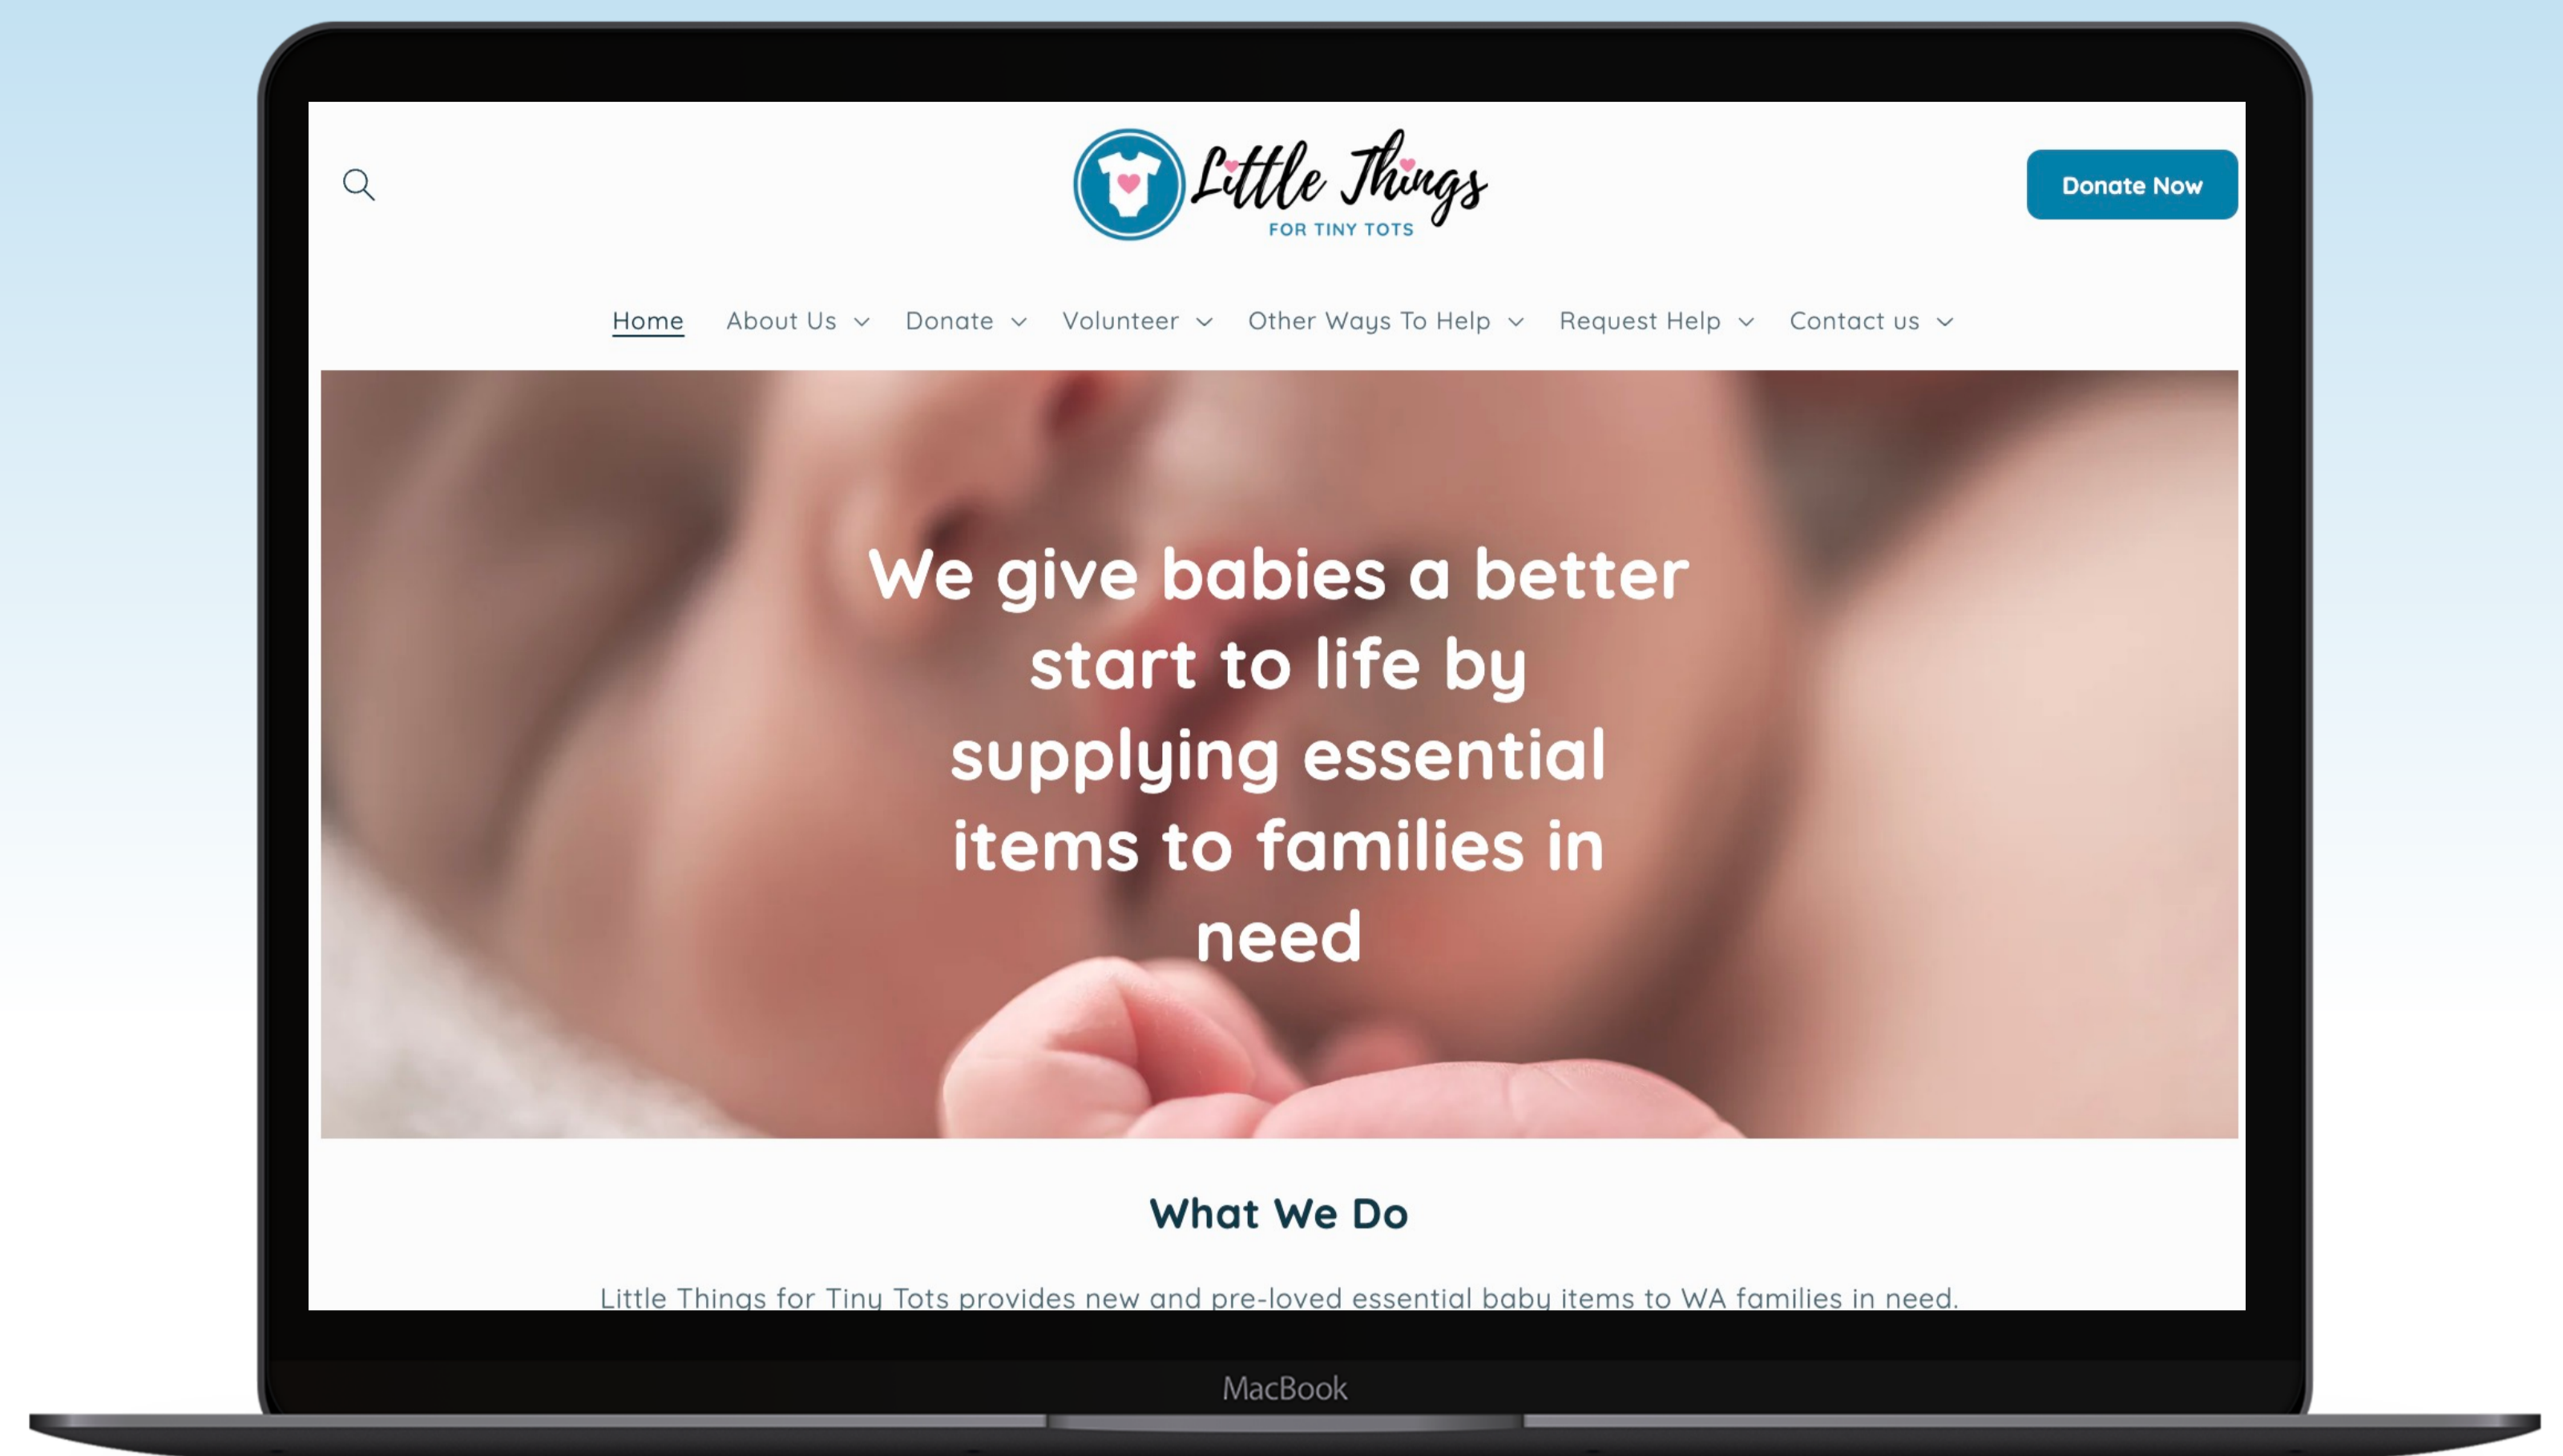 Little Things
FOR TINY TOTS
Donate Now
Home About Us Donate Volunteer Other Ways To Help Request Help Contact us
We give babies a better
start to life by
supplying essential
items to families in
need
What We Do
Little Things for Tiny Tots provides new and pre-loved essential baby items to WA families in need.
MacBook